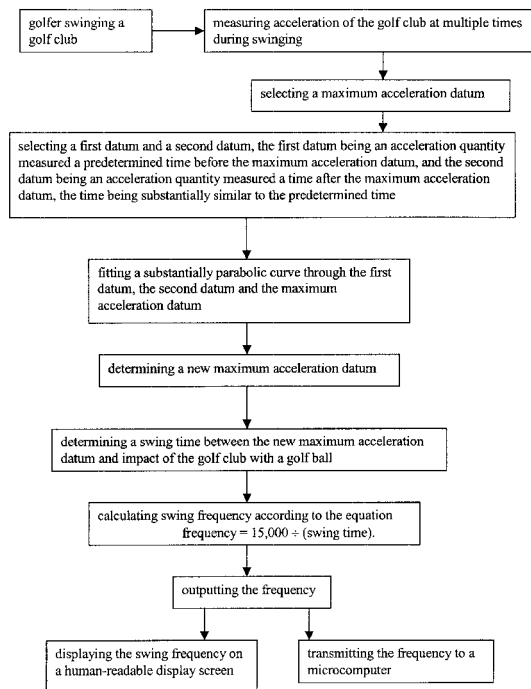 golfer swinging a
golf club
measuring acceleration of the golf club at multiple times
during swinging
selecting a maximum acceleration datum
selecting a first datum and a second datum, the first datum being an acceleration quantity
measured a predetermined time before the maximum acceleration datum, and the second
datum being an acceleration quantity measured a time after the maximum acceleration
datum, the time being substantially similar to the predetermined time
fitting a substantially parabolic curve through the first
datum, the second datum and the maximum
acceleration datum
determining a new maximum acceleration datum
determining a swing time between the new maximum acceleration
datum and impact of the golf club with a golf ball
calculating swing frequency according to the equation
frequency = 15,000 ÷ (swing time).
outputting the frequency
displaying the swing frequency on
a human-readable display screen
transmitting the frequency to a
microcomputer